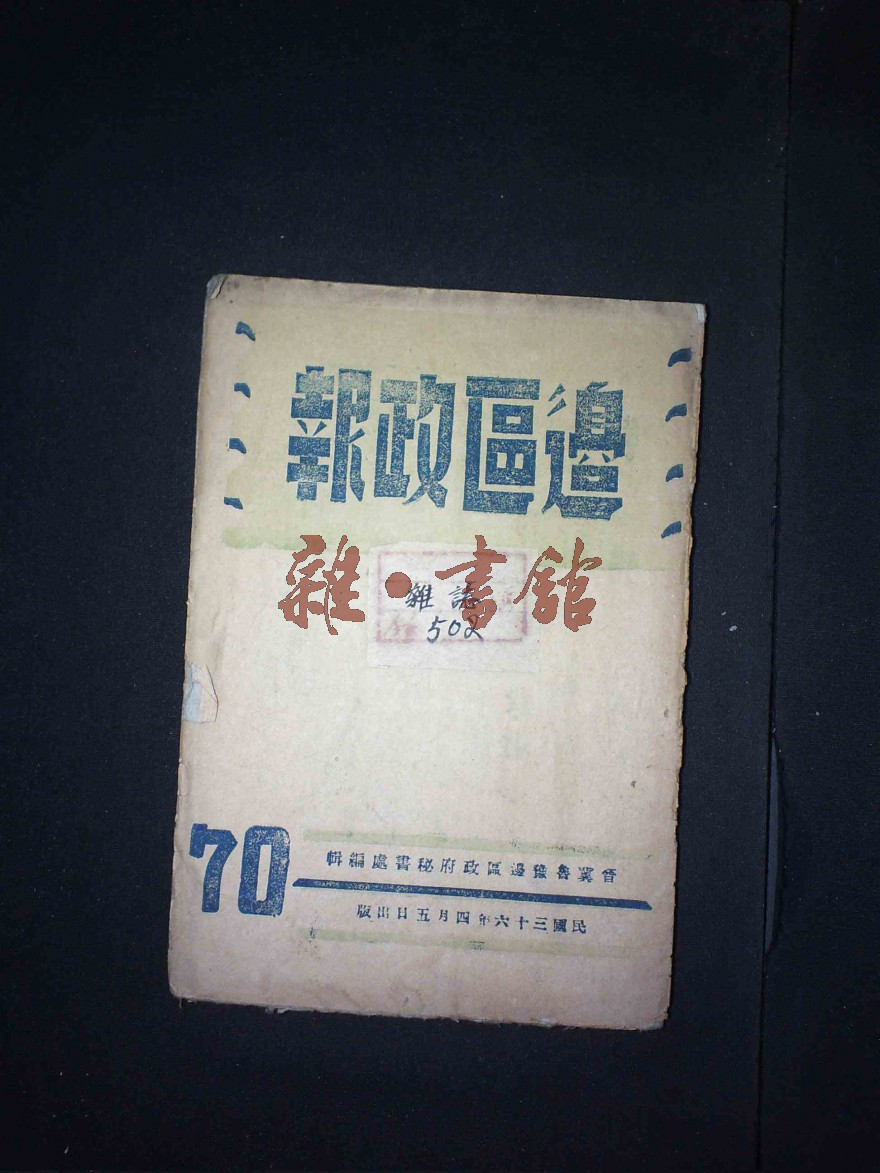 邊區政報
雜·書館
雜誌
502
70
晉冀魯豫邊區政府秘書處編輯
民國三十六年四月五日出版